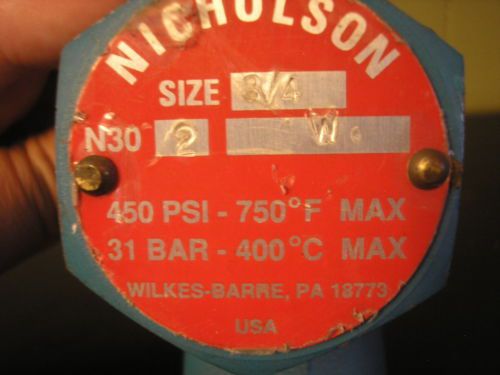 NICHOLSON
SIZE 3/4
N30 2 W.
450 PSI - 750°F MAX
31 BAR - 400°C MAX
WILKES-BARRE, PA 18773
USA